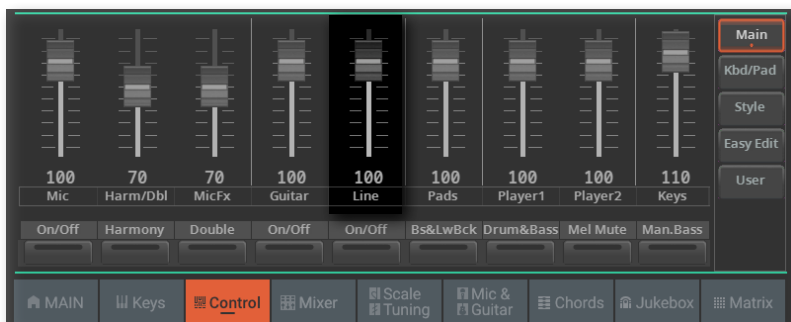 Main
Kbd/Pad
Style
Easy Edit
User
100 70 70 100 100 100 100 100 110
Mic Harm/Dbl MicFx Guitar Line Pads Player1 Player2 Keys
On/Off Harmony Double On/Off On/Off Bs&LwBck Drum&Bass Mel Mute Man.Bass
MAIN Keys Control Mixer Scale Tuning Mic & Guitar Chords Jukebox Matrix